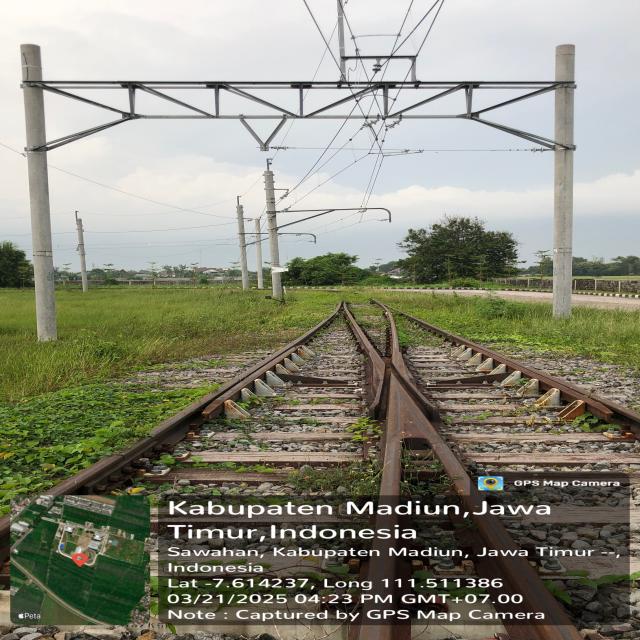 GPS Map Camera
Kabupaten Madiun,Jawa
Timur,Indonesia
Sawahan, Kabupaten Madiun, Jawa Timur --,
Indonesia
Lat -7.614237, Long 111.511386
03/21/2025 04:23 PM GMT+07.00
Note : Captured by GPS Map Camera
Peta